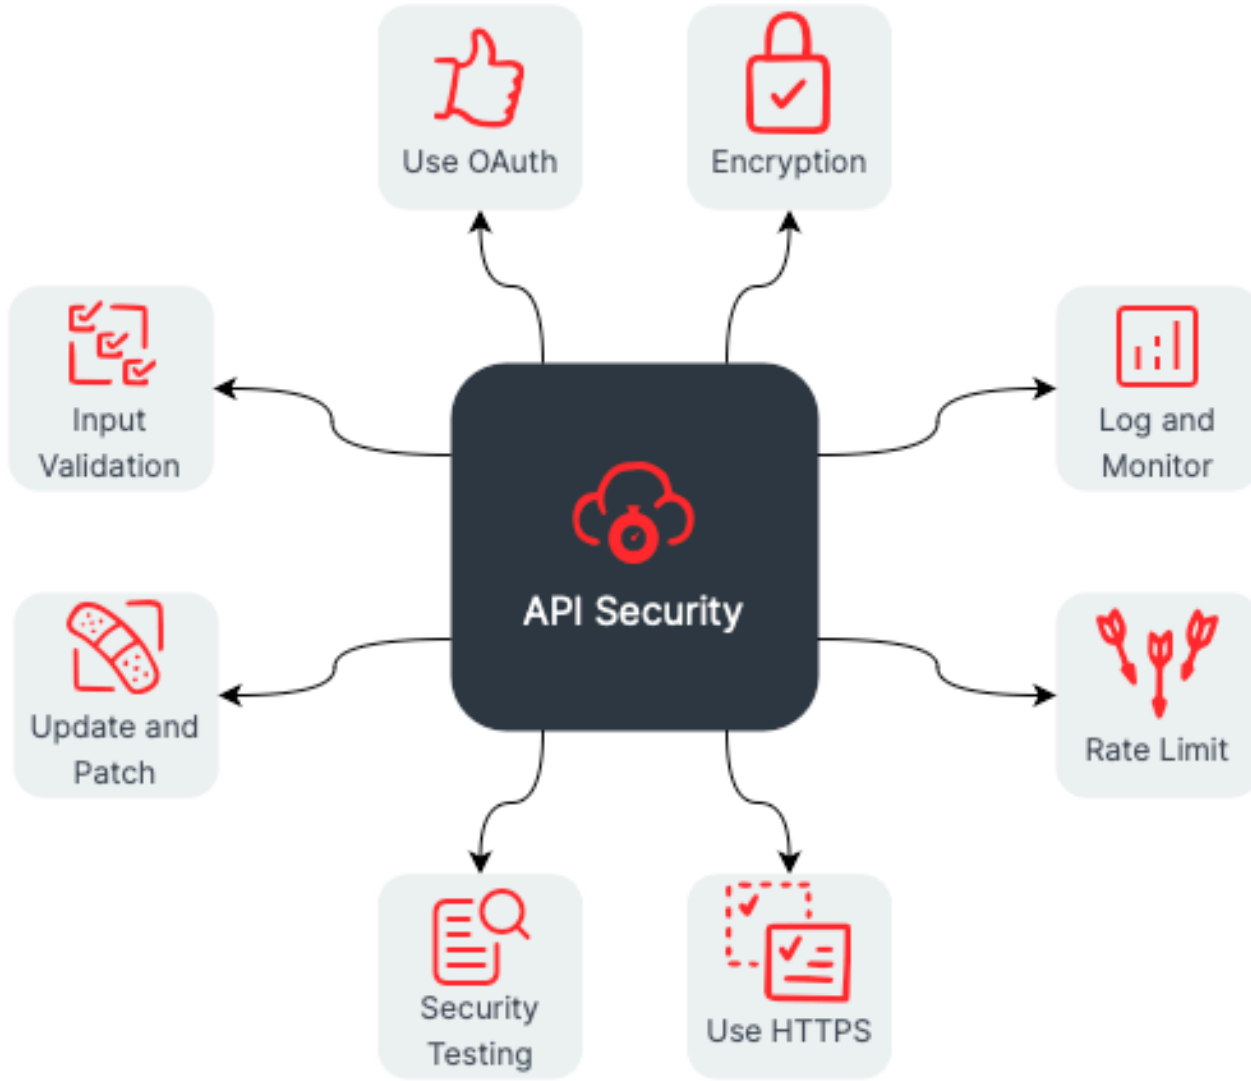 Use OAuth
Encryption
Input
Validation
Log and
Monitor
API Security
Update and
Patch
Rate Limit
Security
Testing
Use HTTPS